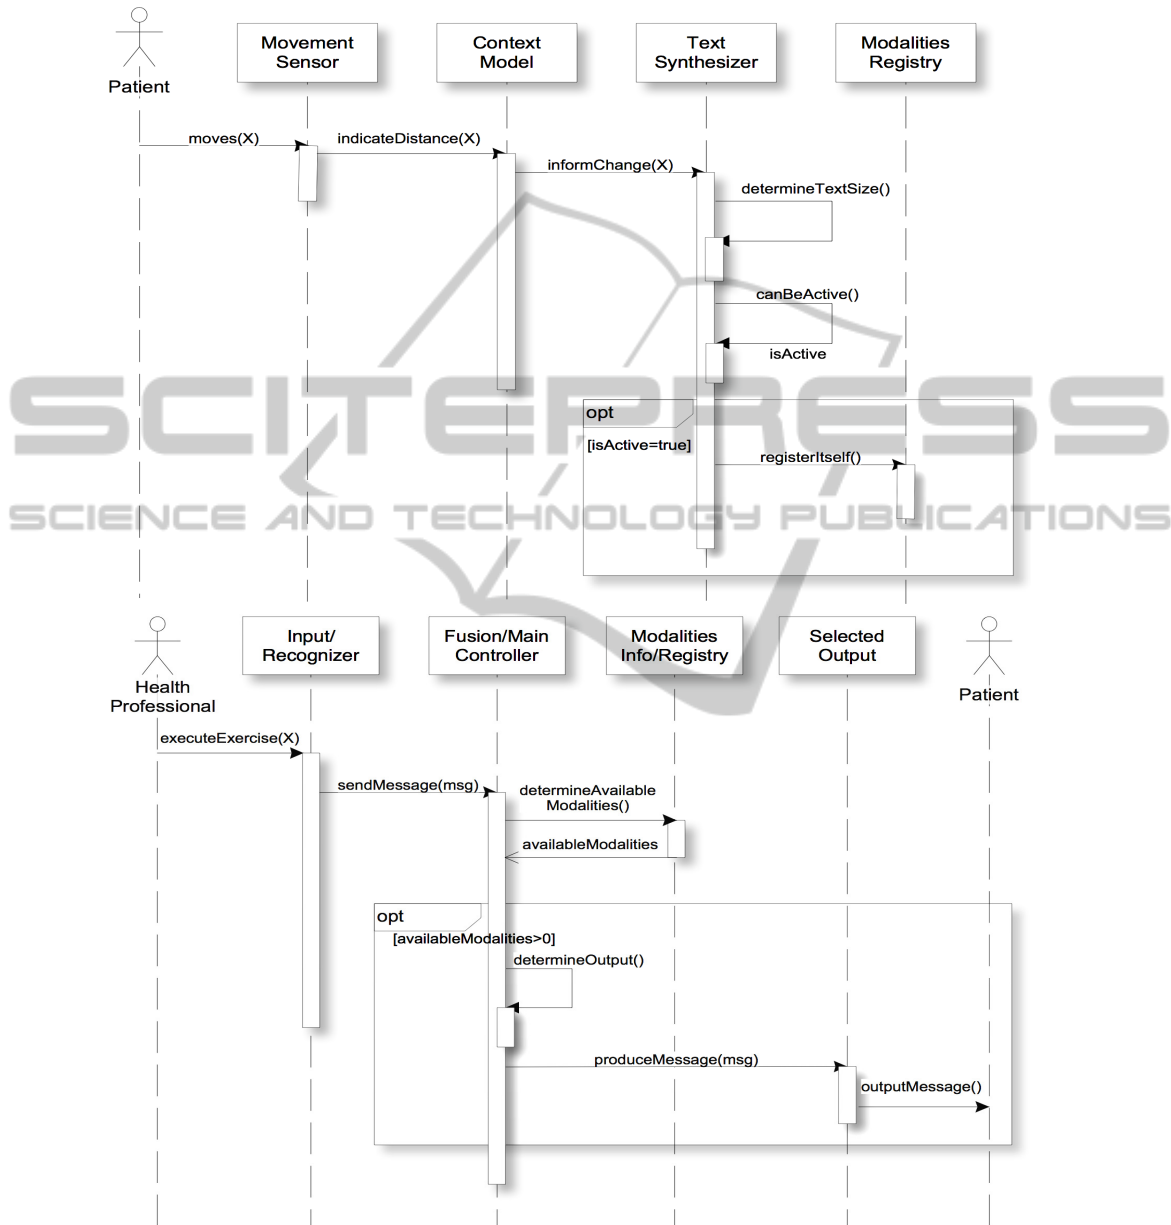 Patient
Movement
Sensor
Context
Model
Text
Synthesizer
Modalities
Registry
moves(X)
indicateDistance(X)
informChange(X)
determineTextSize()
canBeActive()
isActive
opt
[isActive=true]
registerItself()
SCITEPRESS
SCIENCE AND TECHNOLOGY PUBLICATIONS
Health
Professional
Input/
Recognizer
Fusion/Main
Controller
Modalities
Info/Registry
Selected
Output
Patient
executeExercise(X)
sendMessage(msg)
determineAvailable
Modalities()
availableModalities
opt
[availableModalities>0]
determineOutput()
produceMessage(msg)
outputMessage()